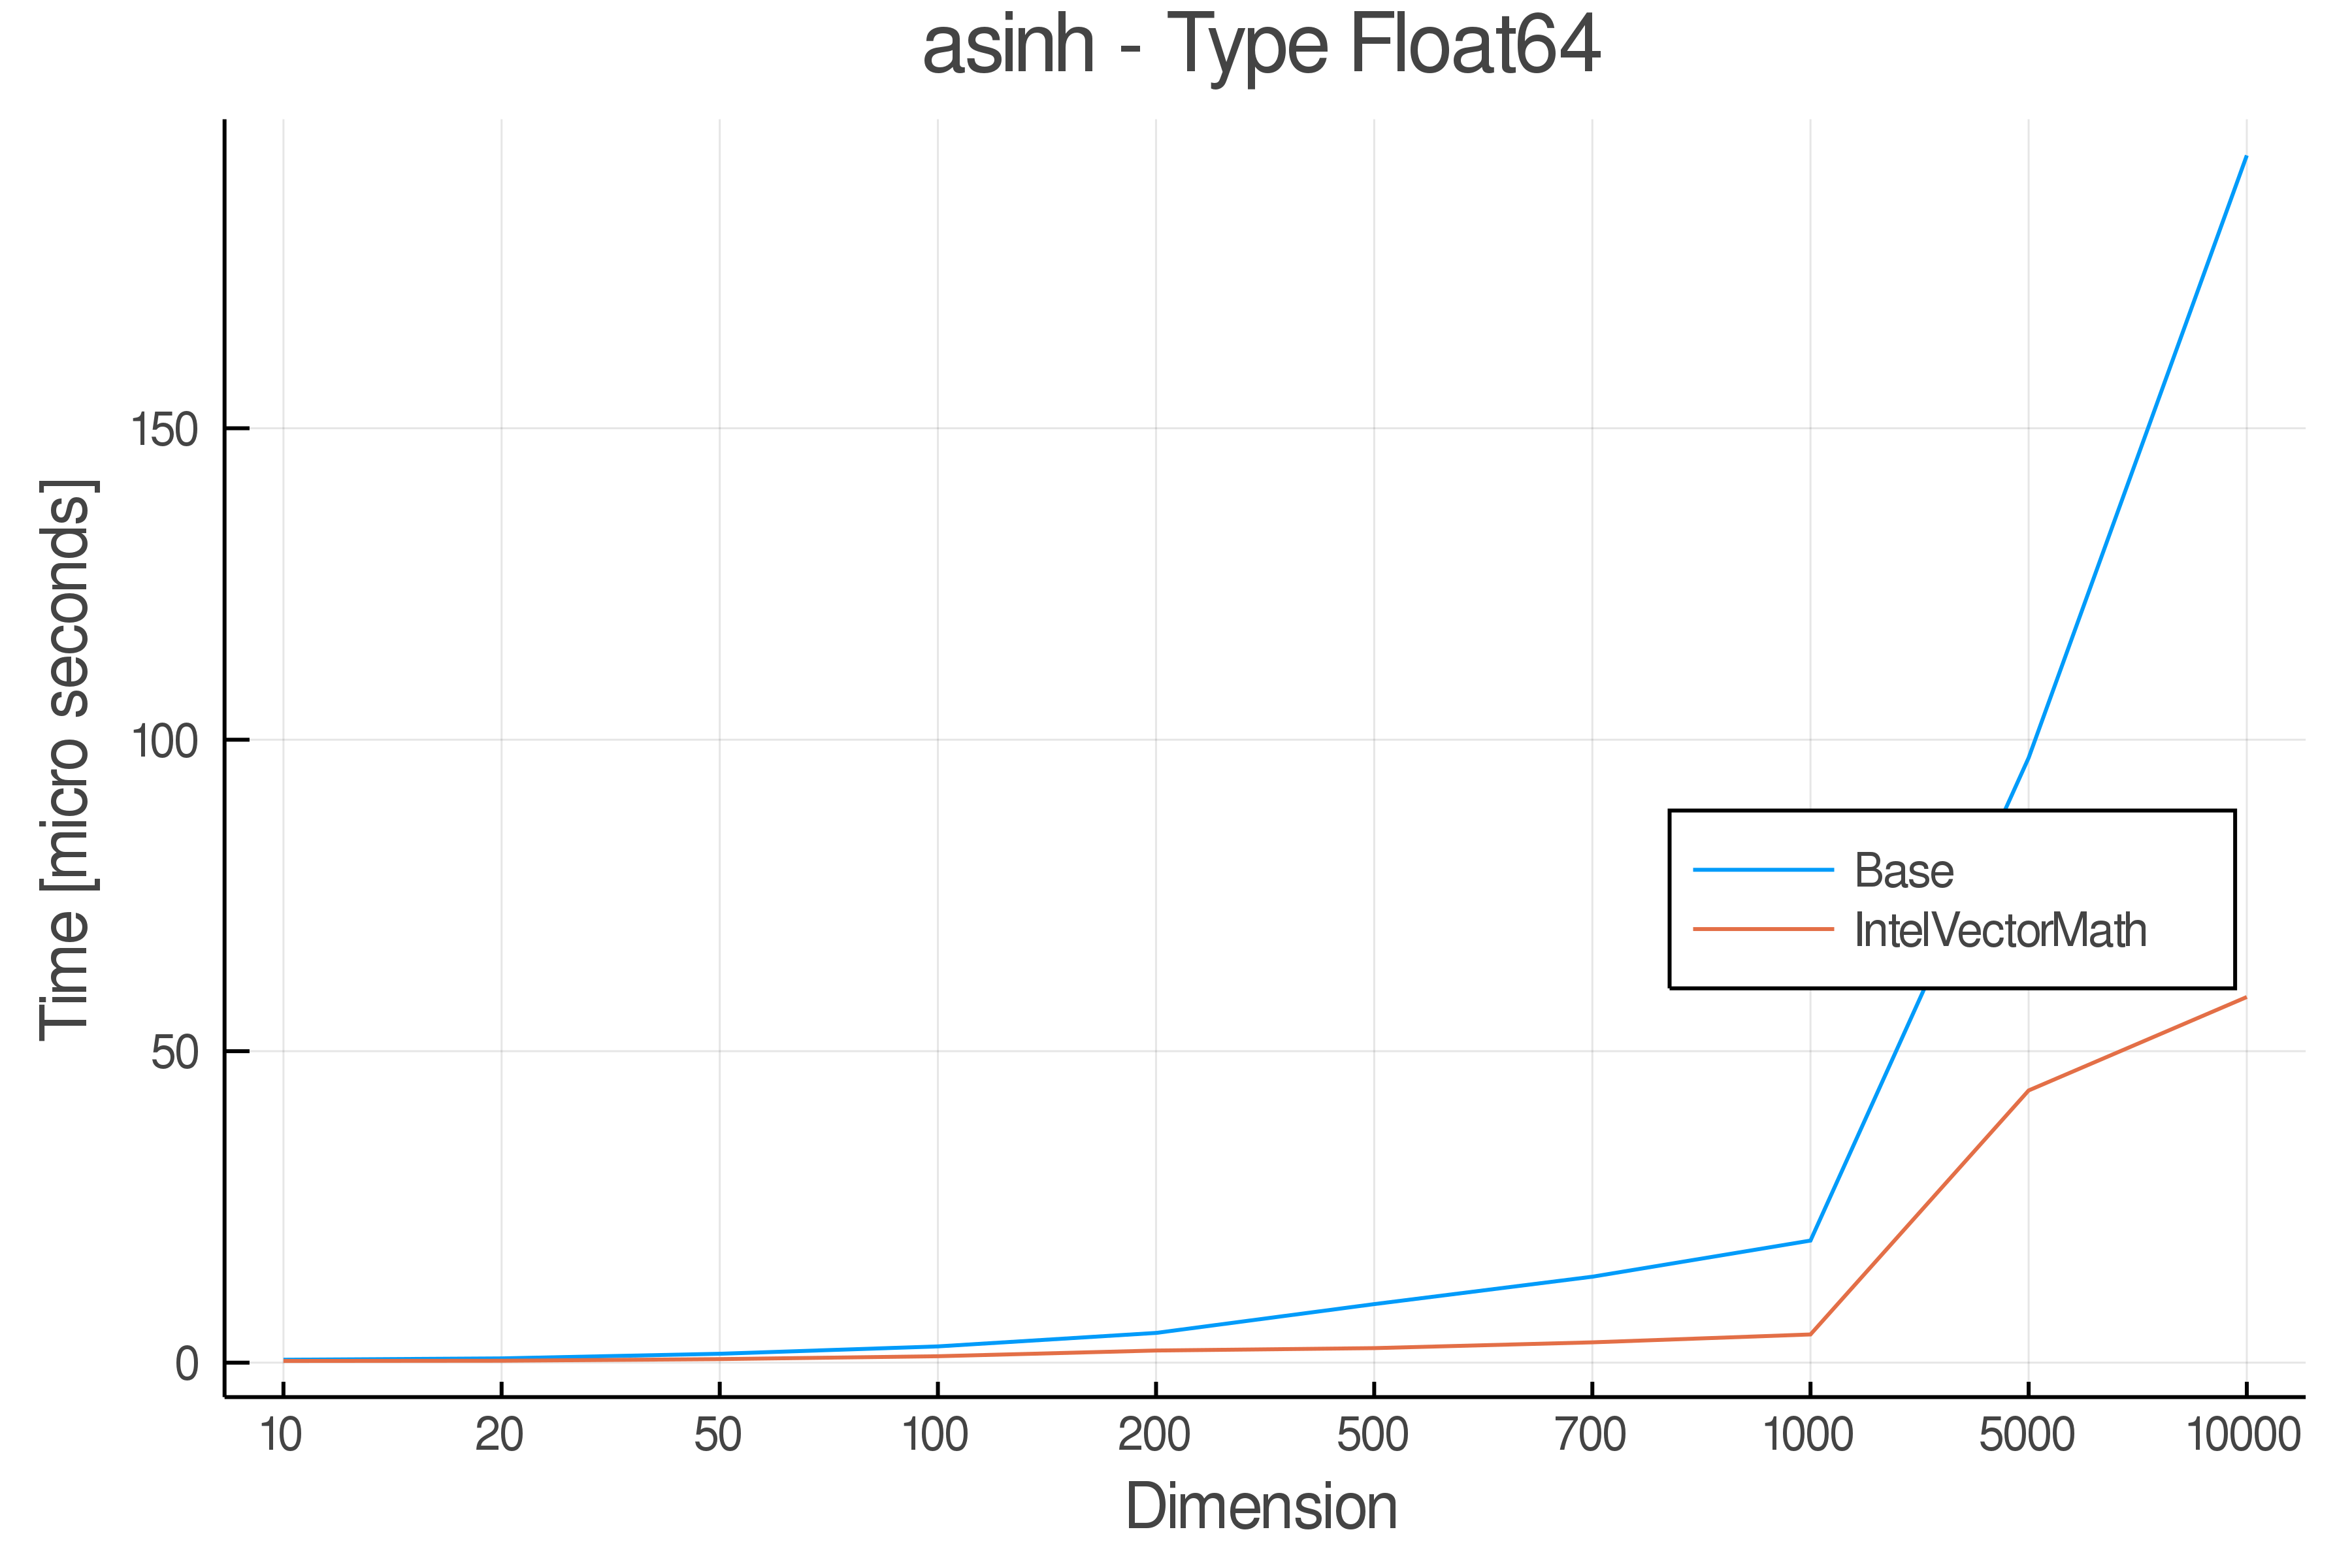 asinh - Type Float64
Time [micro seconds]
150
100
50
0
Base
IntelVectorMath
10 20 50 100 200 500 700 1000 5000 10000
Dimension